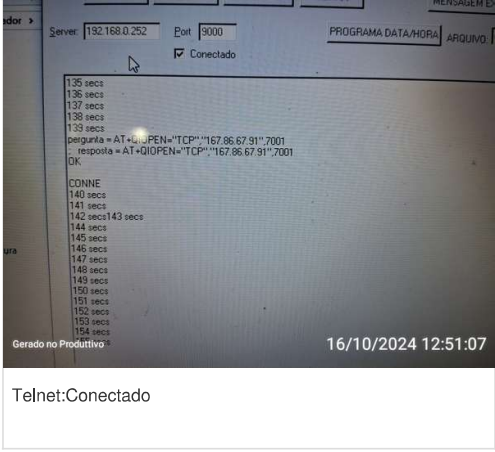 MENSAGEM
ador >
Server: 192.168.0.252 Port 9000
PROGRAMA DATA/HORA ARQUIVO:
Conectado
135 secs
136 secs
137 secs
138 secs
139 secs
pergunta = AT+QIOPEN="TCP","167.86.67.91",7001
: resposta = AT+QIOPEN="TCP","167.86.67.91",7001
OK
CONNE
140 secs
141 secs
142 secs143 secs
144 secs
145 secs
146 secs
ura
147 secs
148 secs
149 secs
150 secs
151 secs
152 secs
153 secs
154 secs
Gerado no Produttivo
16/10/2024 12:51:07
Telnet:Conectado